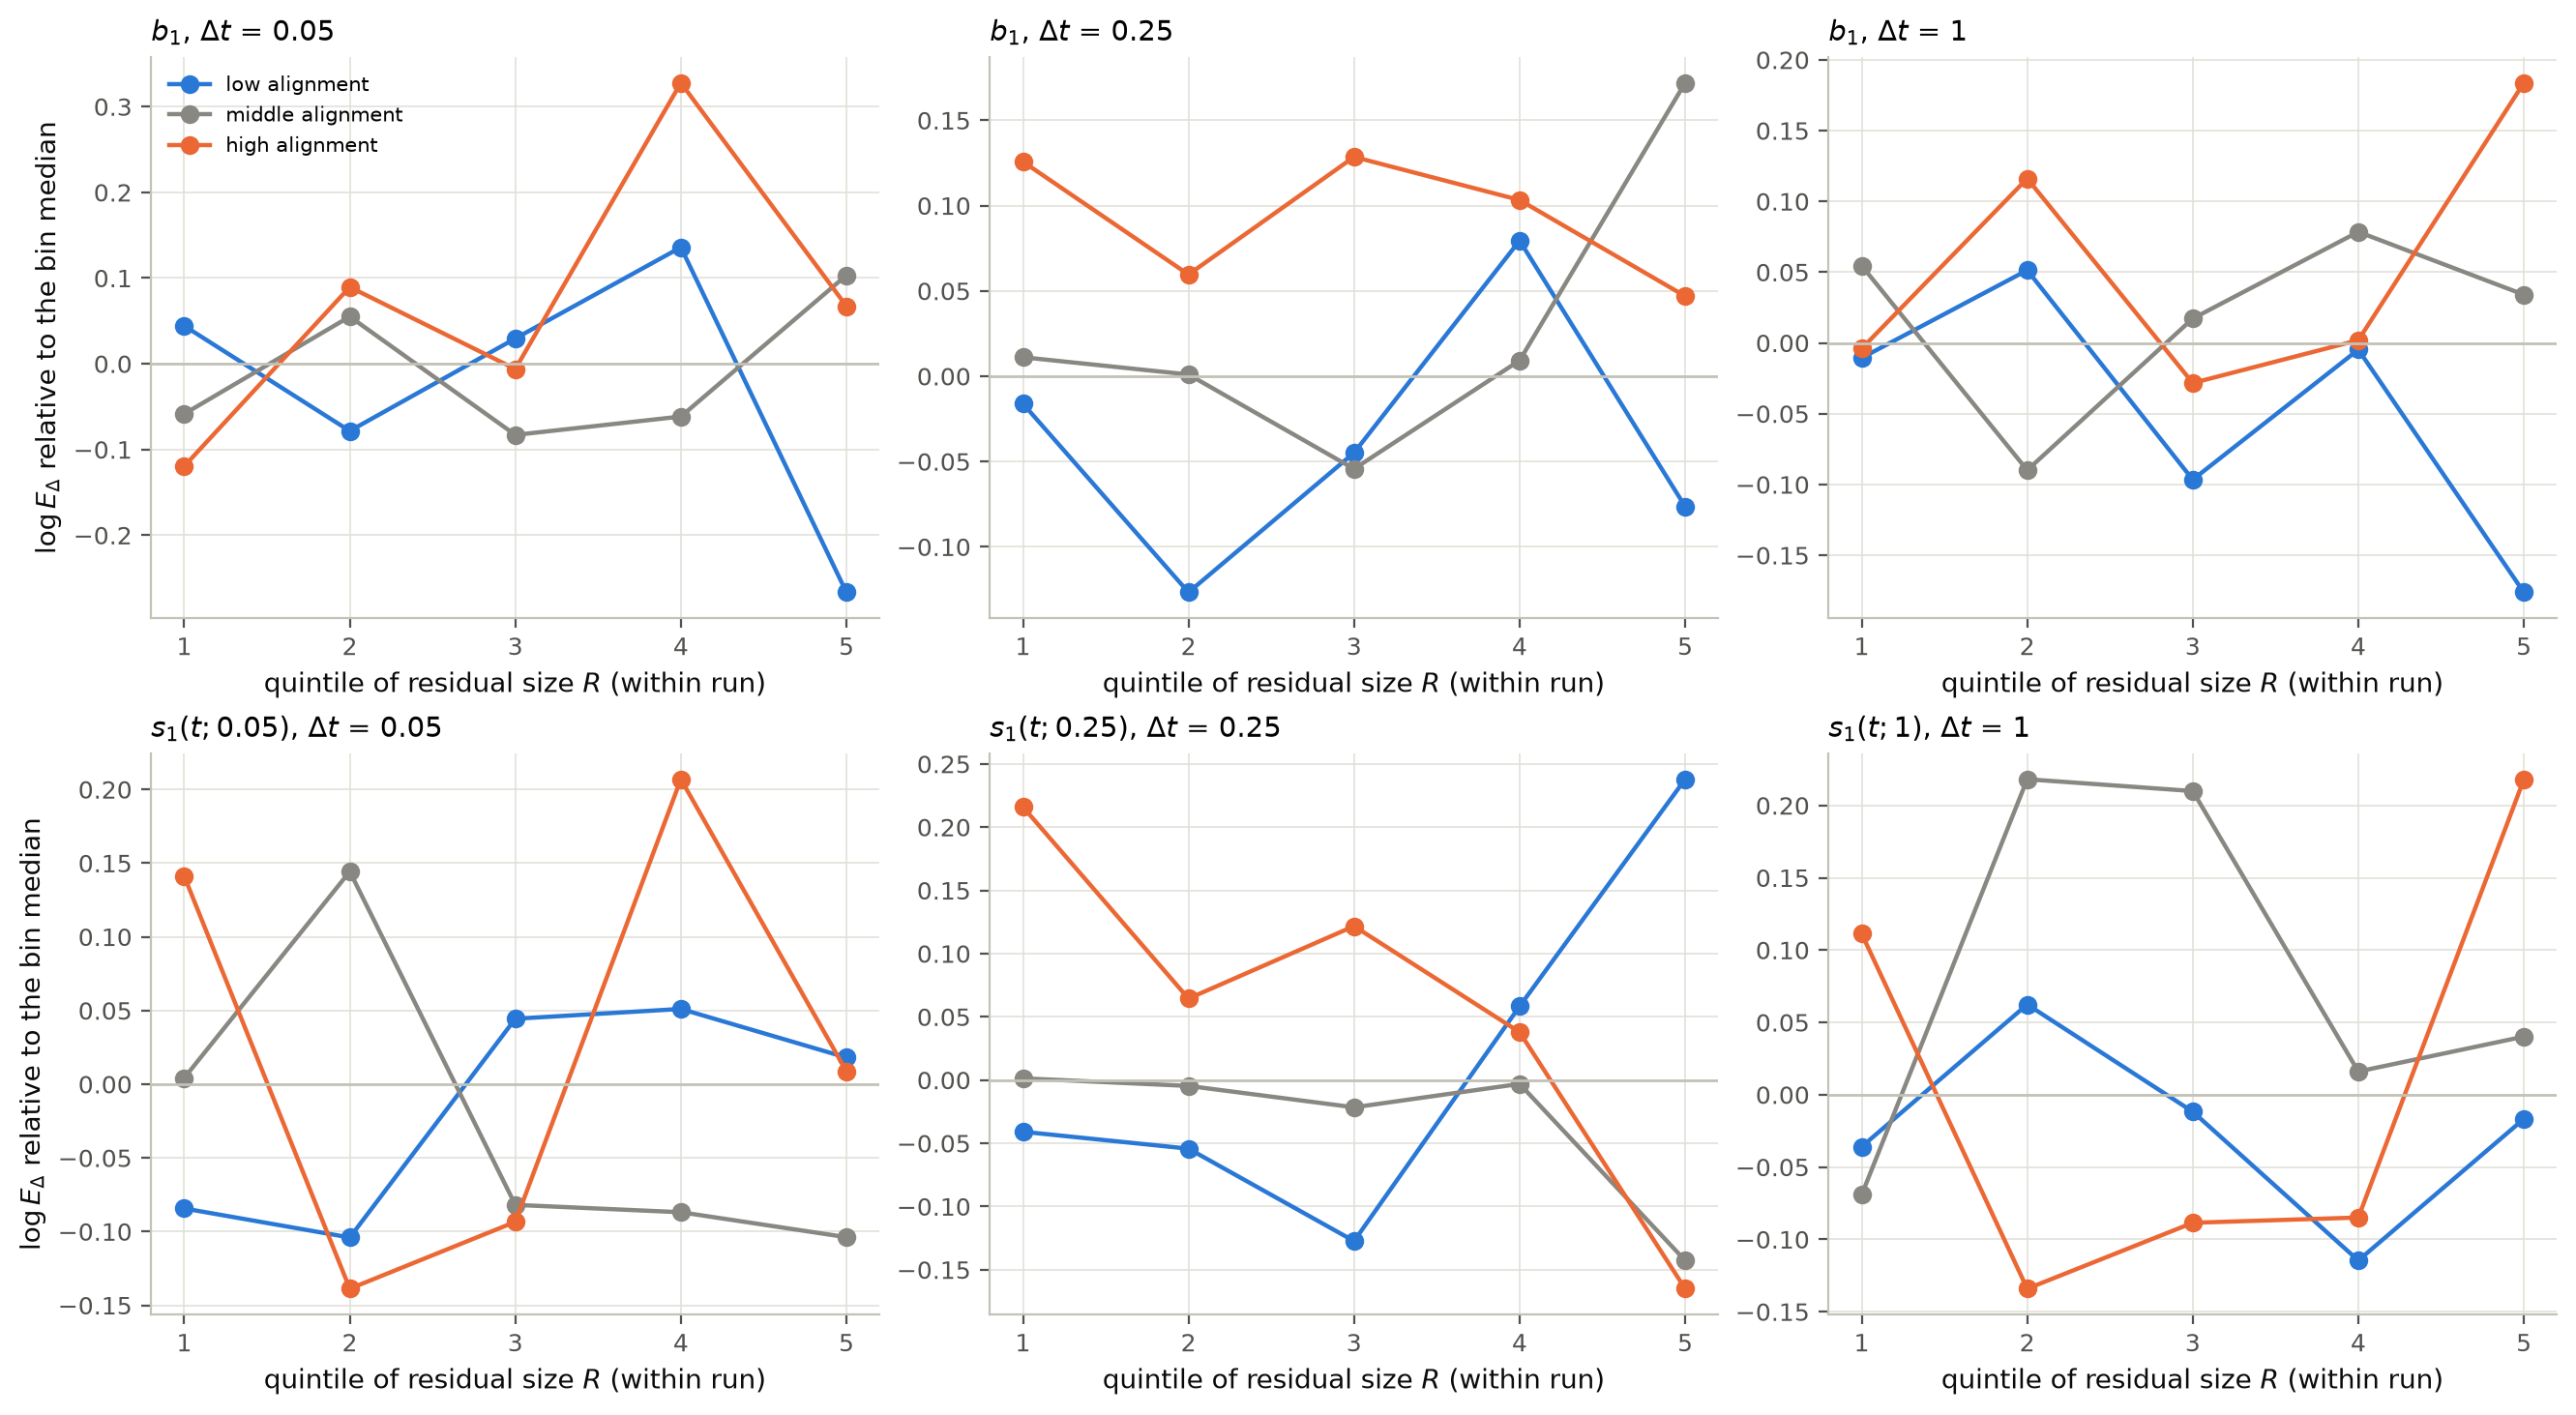 b₁, Δt = 0.05
low alignment
middle alignment
high alignment
0.3
0.2
0.1
0.0
−0.1
−0.2
log E_Δ relative to the bin median
1 2 3 4 5
quintile of residual size R (within run)
b₁, Δt = 0.25
0.15
0.10
0.05
0.00
−0.05
−0.10
1 2 3 4 5
quintile of residual size R (within run)
b₁, Δt = 1
0.20
0.15
0.10
0.05
0.00
−0.05
−0.10
−0.15
1 2 3 4 5
quintile of residual size R (within run)
s₁(t; 0.05), Δt = 0.05
0.20
0.15
0.10
0.05
0.00
−0.05
−0.10
−0.15
log E_Δ relative to the bin median
1 2 3 4 5
quintile of residual size R (within run)
s₁(t; 0.25), Δt = 0.25
0.25
0.20
0.15
0.10
0.05
0.00
−0.05
−0.10
−0.15
1 2 3 4 5
quintile of residual size R (within run)
s₁(t; 1), Δt = 1
0.20
0.15
0.10
0.05
0.00
−0.05
−0.10
−0.15
1 2 3 4 5
quintile of residual size R (within run)